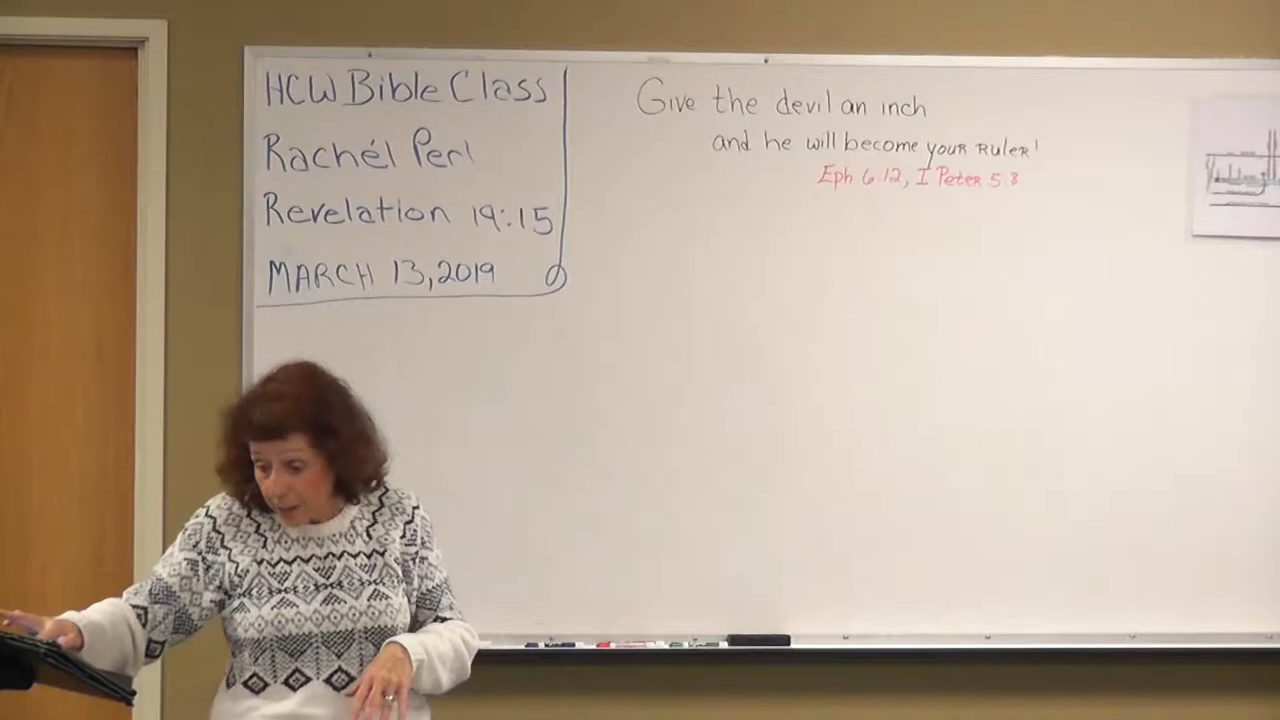 HCW Bible Class
Rachél Perl
Revelation 19:15
MARCH 13, 2019
Give the devil an inch
and he will become your RuleR!
Eph 6:12, I Peter 5:8